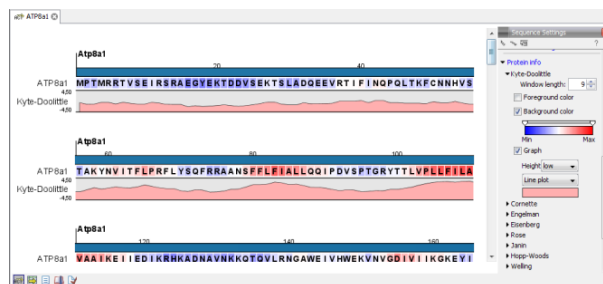 ATP8a1
Atp8a1
20
40
ATP8a1 MPTMRRTVSEIRSRAEGYEKTDDVSEKTSLADQEEVRTIFINQPQLTKFCNNHVS
4,50
Kyte-Doolittle
-4,50
Atp8a1
60
80
100
ATP8a1 TAKYNVITFLPRFLYSQFRRAANSFFLFIALLQQIPDVSPTGRYTTLVPLLFILA
4,50
Kyte-Doolittle
-4,50
Atp8a1
120
140
160
ATP8a1 VAAIKEIIEDIKRHKADNAVNKKQTQVLRNGAWEIVHWEKVNVGDIVIIKGKEYI
Sequence Settings
Protein info
Kyte-Doolittle
Window length: 9
Foreground color
Background color
Min Max
Graph
Height low
Line plot
Cornette
Engelman
Eisenberg
Rose
Janin
Hopp-Woods
Welling